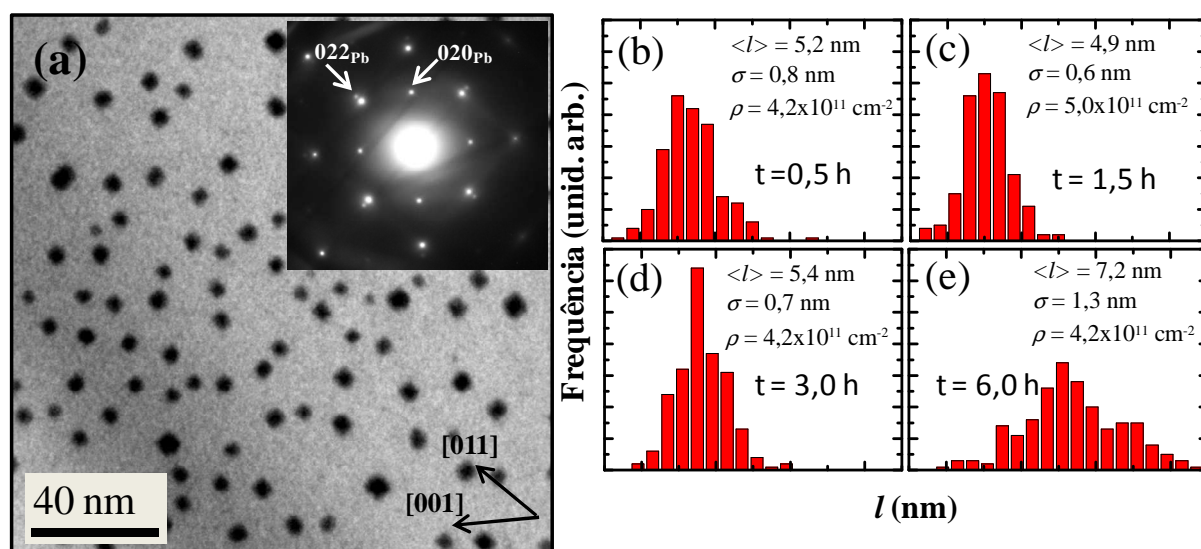 (a)
022Pb
020Pb
[011]
[001]
40 nm
Frequência (unid. arb.)
(b)
<l> = 5,2 nm
σ = 0,8 nm
ρ = 4,2x10¹¹ cm⁻²
t = 0,5 h
(c)
<l> = 4,9 nm
σ = 0,6 nm
ρ = 5,0x10¹¹ cm⁻²
t = 1,5 h
(d)
<l> = 5,4 nm
σ = 0,7 nm
ρ = 4,2x10¹¹ cm⁻²
t = 3,0 h
(e)
<l> = 7,2 nm
σ = 1,3 nm
ρ = 4,2x10¹¹ cm⁻²
t = 6,0 h
l (nm)